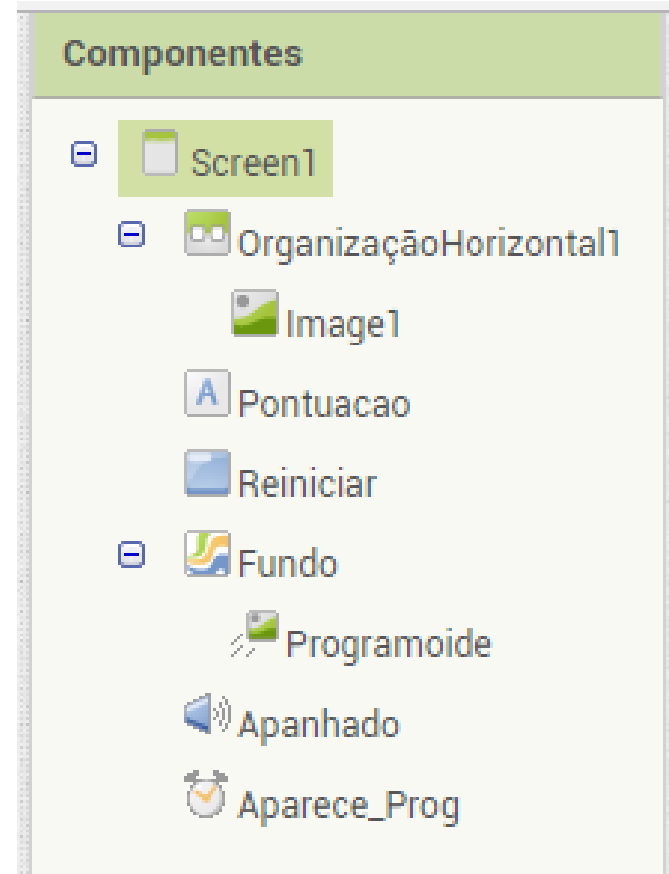 Componentes
Screen1
OrganizaçãoHorizontal1
Image1
A Pontuacao
Reiniciar
Fundo
Programoide
Apanhado
Aparece_Prog